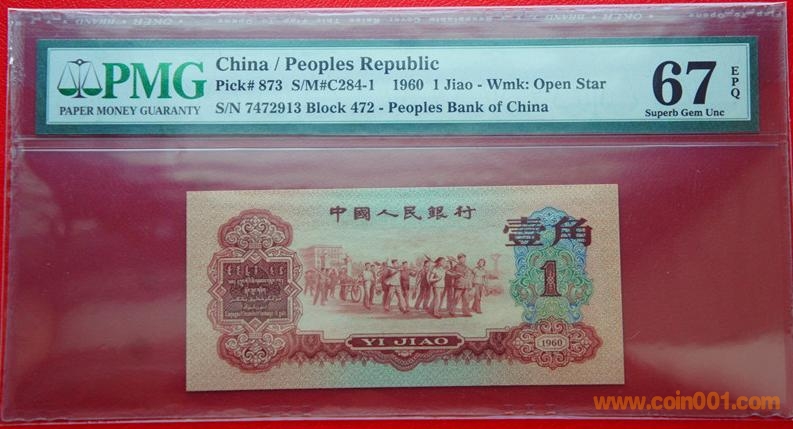 PMG
PAPER MONEY GUARANTY
China / Peoples Republic
Pick# 873 S/M#C284-1 1960 1 Jiao - Wmk: Open Star
S/N 7472913 Block 472 - Peoples Bank of China
67 EPQ
Superb Gem Unc
中國人民銀行
壹角
1
YI JIAO
1960
www.coin001.com